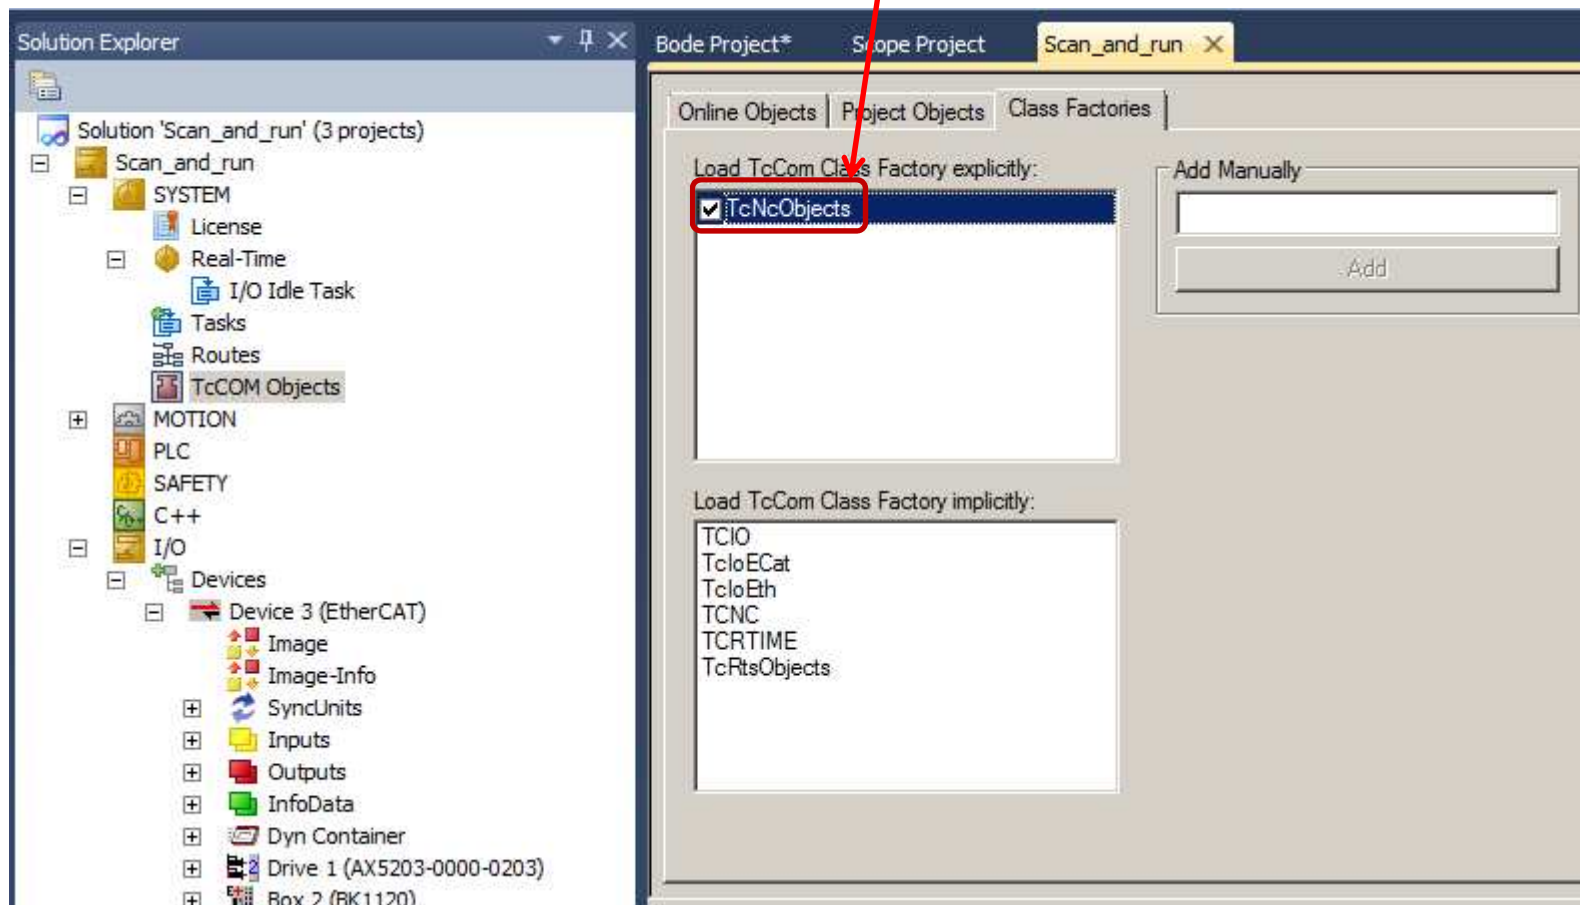 Solution Explorer
Solution 'Scan_and_run' (3 projects)
Scan_and_run
SYSTEM
License
Real-Time
I/O Idle Task
Tasks
Routes
TcCOM Objects
MOTION
PLC
SAFETY
C++
I/O
Devices
Device 3 (EtherCAT)
Image
Image-Info
SyncUnits
Inputs
Outputs
InfoData
Dyn Container
Drive 1 (AX5203-0000-0203)
Box 2 (BK1120)
Bode Project* Scope Project Scan_and_run
Online Objects Project Objects Class Factories
Load TcCom Class Factory explicitly:
TcNcObjects
Add Manually
Add
Load TcCom Class Factory implicitly:
TCIO
TcIoECat
TcIoEth
TCNC
TCRTIME
TcRtsObjects